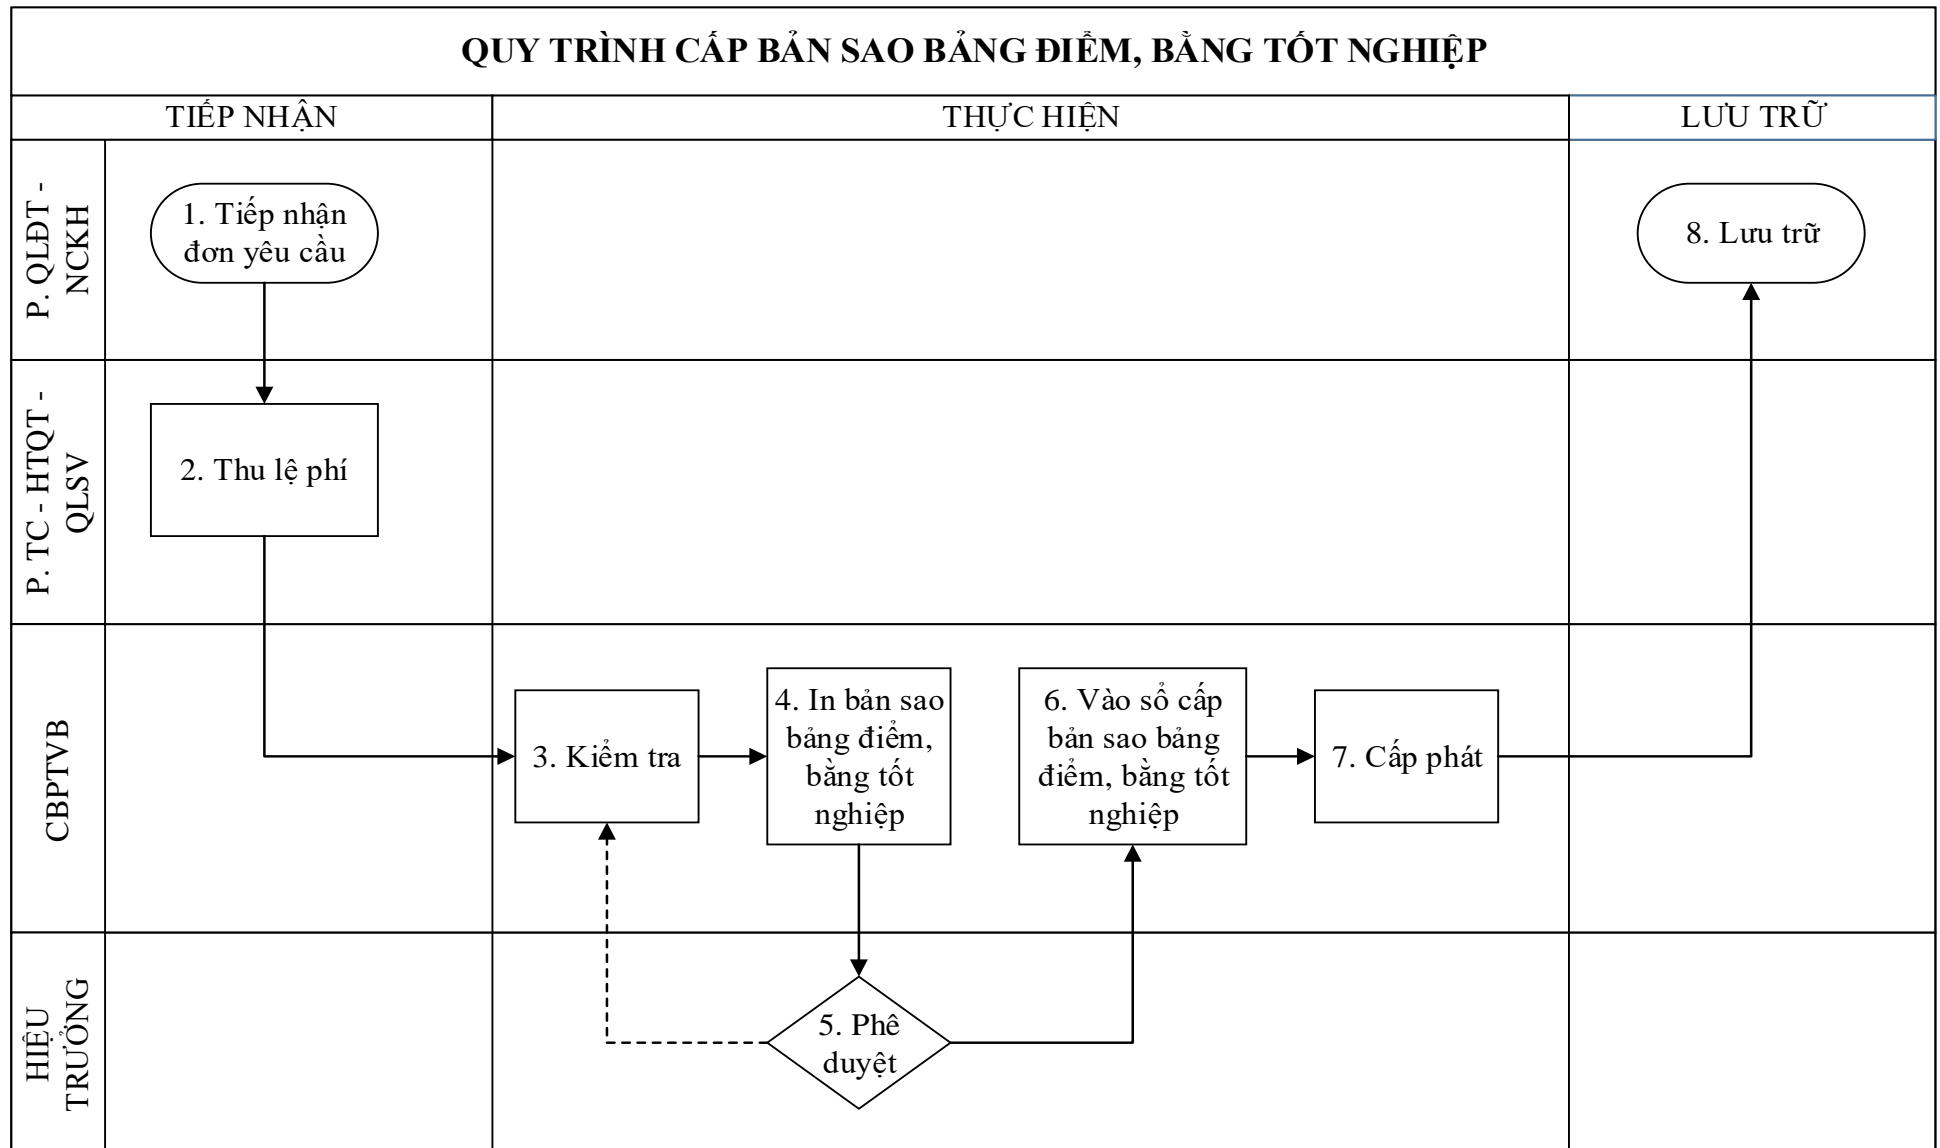 QUY TRÌNH CẤP BẢN SAO BẢNG ĐIỂM, BẰNG TỐT NGHIỆP
TIẾP NHẬN
THỰC HIỆN
LƯU TRỮ
P. QLĐT -
NCKH
1. Tiếp nhận
đơn yêu cầu
8. Lưu trữ
P. TC - HTQT -
QLSV
2. Thu lệ phí
CBPTVB
3. Kiểm tra
4. In bản sao
bảng điểm,
bằng tốt
nghiệp
6. Vào sổ cấp
bản sao bảng
điểm, bằng tốt
nghiệp
7. Cấp phát
HIỆU
TRƯỞNG
5. Phê
duyệt